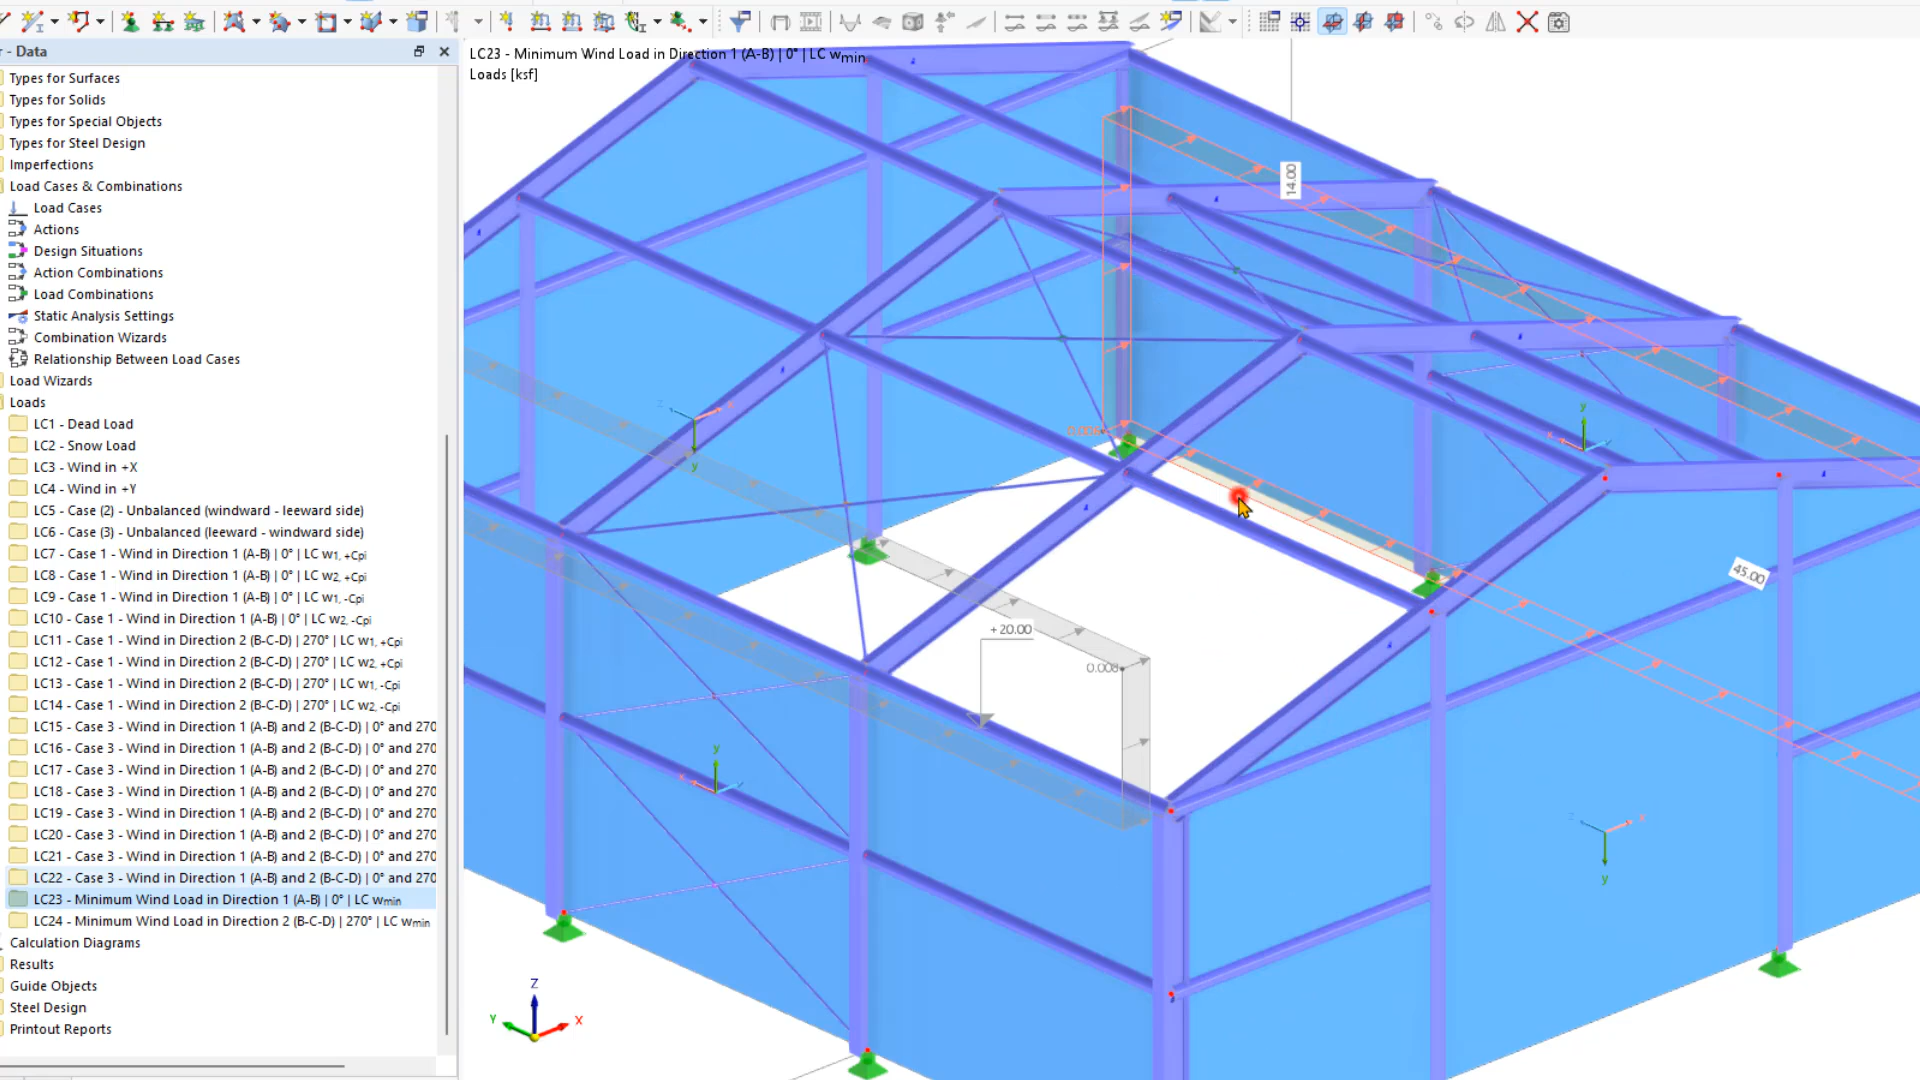 - Data
Types for Surfaces
Types for Solids
Types for Special Objects
Types for Steel Design
Imperfections
Load Cases & Combinations
Load Cases
Actions
Design Situations
Action Combinations
Load Combinations
Static Analysis Settings
Combination Wizards
Relationship Between Load Cases
Load Wizards
Loads
LC1 - Dead Load
LC2 - Snow Load
LC3 - Wind in +X
LC4 - Wind in +Y
LC5 - Case (2) - Unbalanced (windward - leeward side)
LC6 - Case (3) - Unbalanced (leeward - windward side)
LC7 - Case 1 - Wind in Direction 1 (A-B) | 0° | LC w1, +Cpi
LC8 - Case 1 - Wind in Direction 1 (A-B) | 0° | LC w2, +Cpi
LC9 - Case 1 - Wind in Direction 1 (A-B) | 0° | LC w1, -Cpi
LC10 - Case 1 - Wind in Direction 1 (A-B) | 0° | LC w2, -Cpi
LC11 - Case 1 - Wind in Direction 2 (B-C-D) | 270° | LC w1, +Cpi
LC12 - Case 1 - Wind in Direction 2 (B-C-D) | 270° | LC w2, +Cpi
LC13 - Case 1 - Wind in Direction 2 (B-C-D) | 270° | LC w1, -Cpi
LC14 - Case 1 - Wind in Direction 2 (B-C-D) | 270° | LC w2, -Cpi
LC15 - Case 3 - Wind in Direction 1 (A-B) and 2 (B-C-D) | 0° and 270
LC16 - Case 3 - Wind in Direction 1 (A-B) and 2 (B-C-D) | 0° and 270
LC17 - Case 3 - Wind in Direction 1 (A-B) and 2 (B-C-D) | 0° and 270
LC18 - Case 3 - Wind in Direction 1 (A-B) and 2 (B-C-D) | 0° and 270
LC19 - Case 3 - Wind in Direction 1 (A-B) and 2 (B-C-D) | 0° and 270
LC20 - Case 3 - Wind in Direction 1 (A-B) and 2 (B-C-D) | 0° and 270
LC21 - Case 3 - Wind in Direction 1 (A-B) and 2 (B-C-D) | 0° and 270
LC22 - Case 3 - Wind in Direction 1 (A-B) and 2 (B-C-D) | 0° and 270
LC23 - Minimum Wind Load in Direction 1 (A-B) | 0° | LC wmin
LC24 - Minimum Wind Load in Direction 2 (B-C-D) | 270° | LC wmin
Calculation Diagrams
Results
Guide Objects
Steel Design
Printout Reports
LC23 - Minimum Wind Load in Direction 1 (A-B) | 0° | LC wmin
Loads [ksf]
14.00
45.00
+20.00
0.008
0.008
Z
Y
X
y
y
y
y